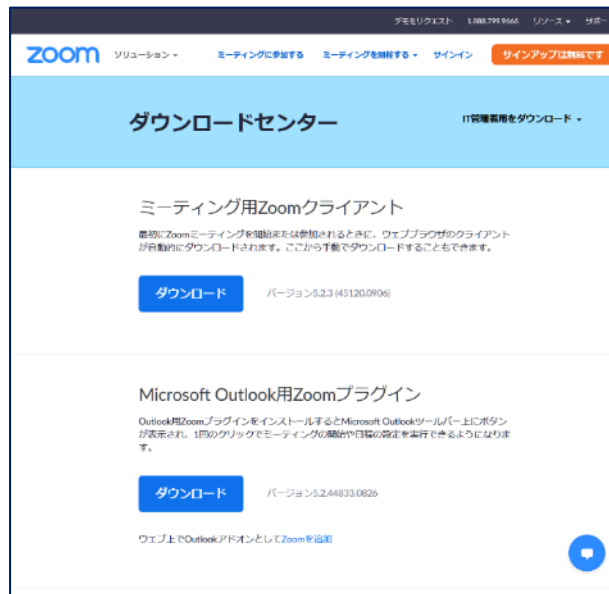 デモをリクエスト 1.888.799.9666 リソース サポー
zoom ソリューション ミーティングに参加する ミーティングを開催する サインイン サインアップは無料です
ダウンロードセンター IT管理者用をダウンロード
ミーティング用Zoomクライアント
最初にZoomミーティングを開始または参加されるときに、ウェブブラウザのクライアント
が自動的にダウンロードされます。ここから手動でダウンロードすることもできます。
ダウンロード バージョン5.2.3 (45120.0906)
Microsoft Outlook用Zoomプラグイン
Outlook用ZoomプラグインをインストールするとMicrosoft Outlookツールバー上にボタン
が表示され、1回のクリックでミーティングの開始や日程の設定を実行できるようになりま
す。
ダウンロード バージョン5.2.44833.0826
ウェブ上でOutlookアドオンとしてZoomを追加